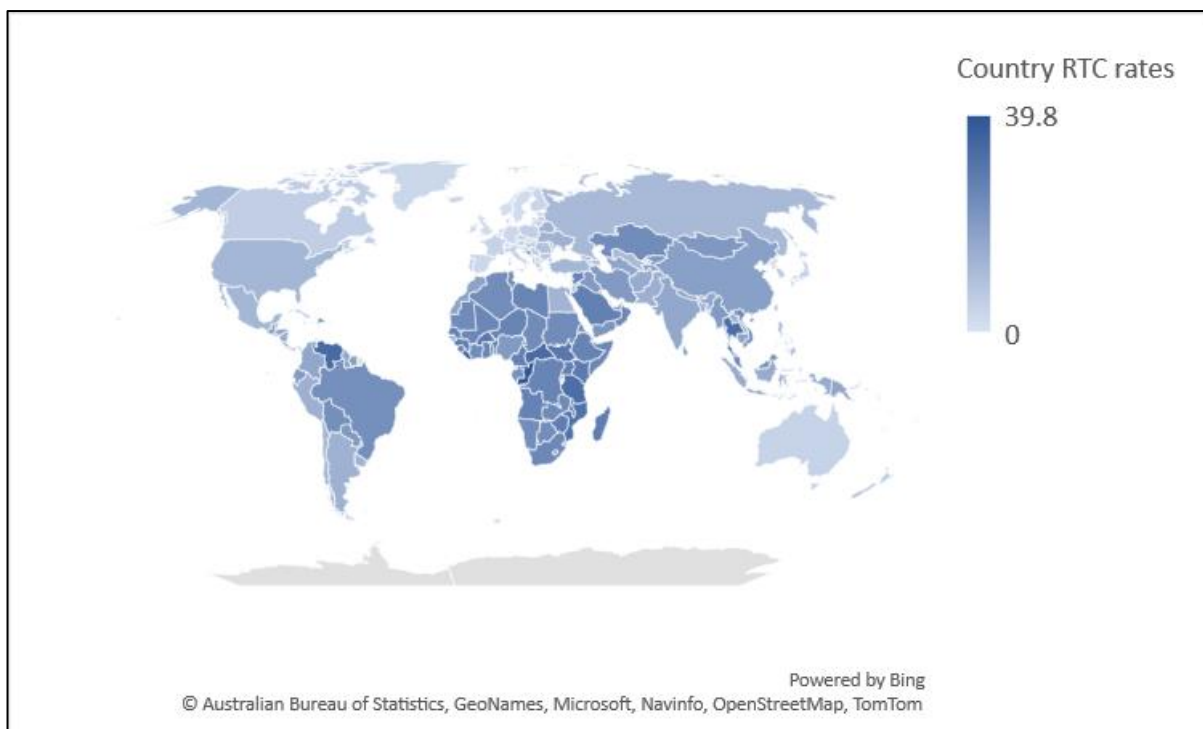 Country RTC rates
39.8
0
Powered by Bing
© Australian Bureau of Statistics, GeoNames, Microsoft, Navinfo, OpenStreetMap, TomTom